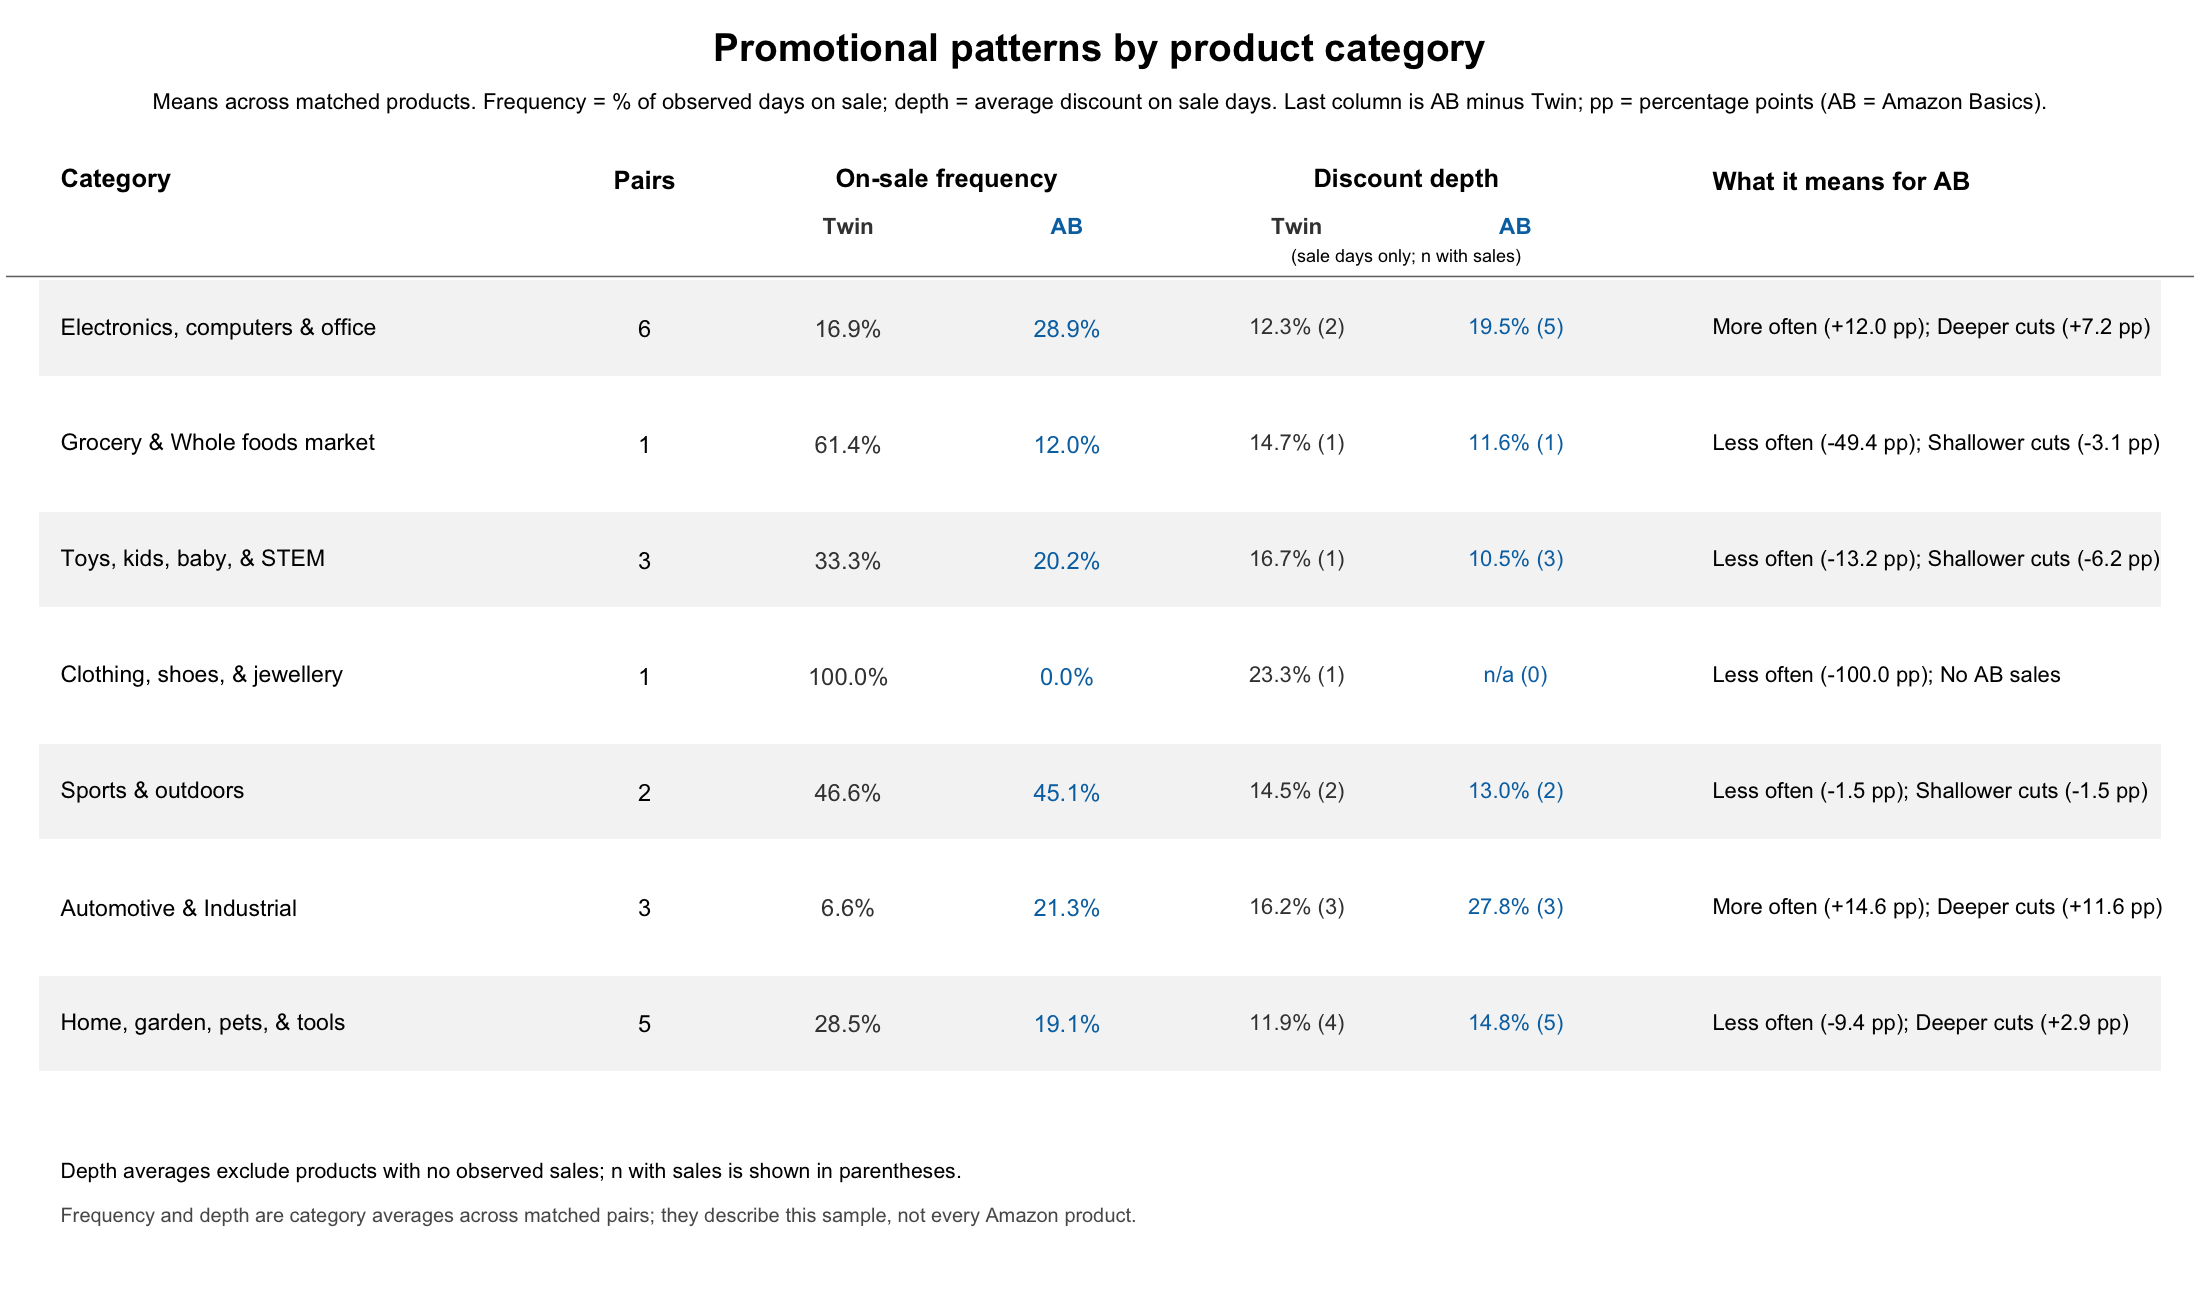 Promotional patterns by product category
Means across matched products. Frequency = % of observed days on sale; depth = average discount on sale days. Last column is AB minus Twin; pp = percentage points (AB = Amazon Basics).
Category Pairs On-sale frequency Discount depth What it means for AB
Twin AB Twin AB
(sale days only; n with sales)
Electronics, computers & office 6 16.9% 28.9% 12.3% (2) 19.5% (5) More often (+12.0 pp); Deeper cuts (+7.2 pp)
Grocery & Whole foods market 1 61.4% 12.0% 14.7% (1) 11.6% (1) Less often (-49.4 pp); Shallower cuts (-3.1 pp)
Toys, kids, baby, & STEM 3 33.3% 20.2% 16.7% (1) 10.5% (3) Less often (-13.2 pp); Shallower cuts (-6.2 pp)
Clothing, shoes, & jewellery 1 100.0% 0.0% 23.3% (1) n/a (0) Less often (-100.0 pp); No AB sales
Sports & outdoors 2 46.6% 45.1% 14.5% (2) 13.0% (2) Less often (-1.5 pp); Shallower cuts (-1.5 pp)
Automotive & Industrial 3 6.6% 21.3% 16.2% (3) 27.8% (3) More often (+14.6 pp); Deeper cuts (+11.6 pp)
Home, garden, pets, & tools 5 28.5% 19.1% 11.9% (4) 14.8% (5) Less often (-9.4 pp); Deeper cuts (+2.9 pp)
Depth averages exclude products with no observed sales; n with sales is shown in parentheses.
Frequency and depth are category averages across matched pairs; they describe this sample, not every Amazon product.